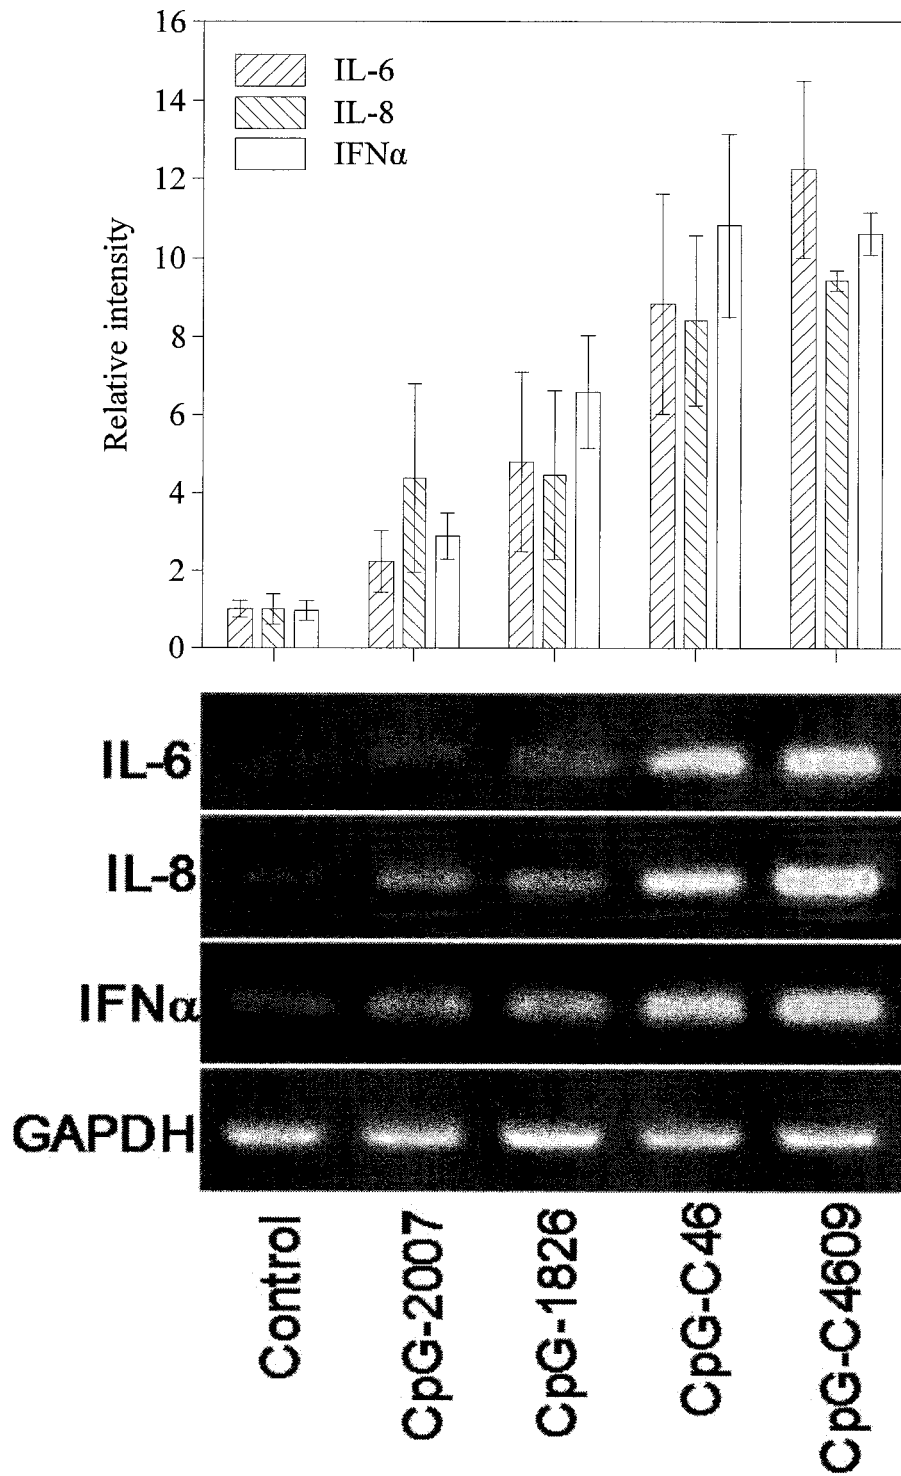 16
14
12
10
8
6
4
2
0
Relative intensity
IL-6
IL-8
IFNα
IL-6
IL-8
IFNα
GAPDH
Control
CpG-2007
CpG-1826
CpG-C46
CpG-C4609